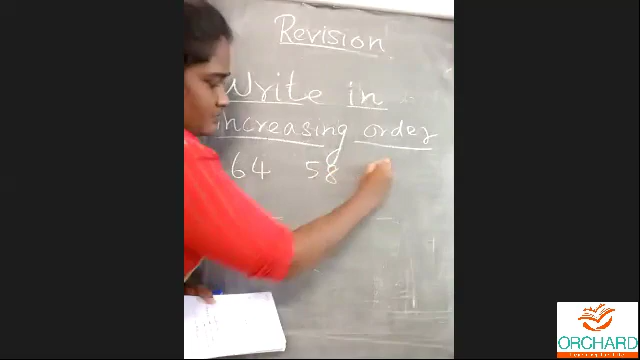 Revision
Write in
increasing order
64 58
ORCHARD